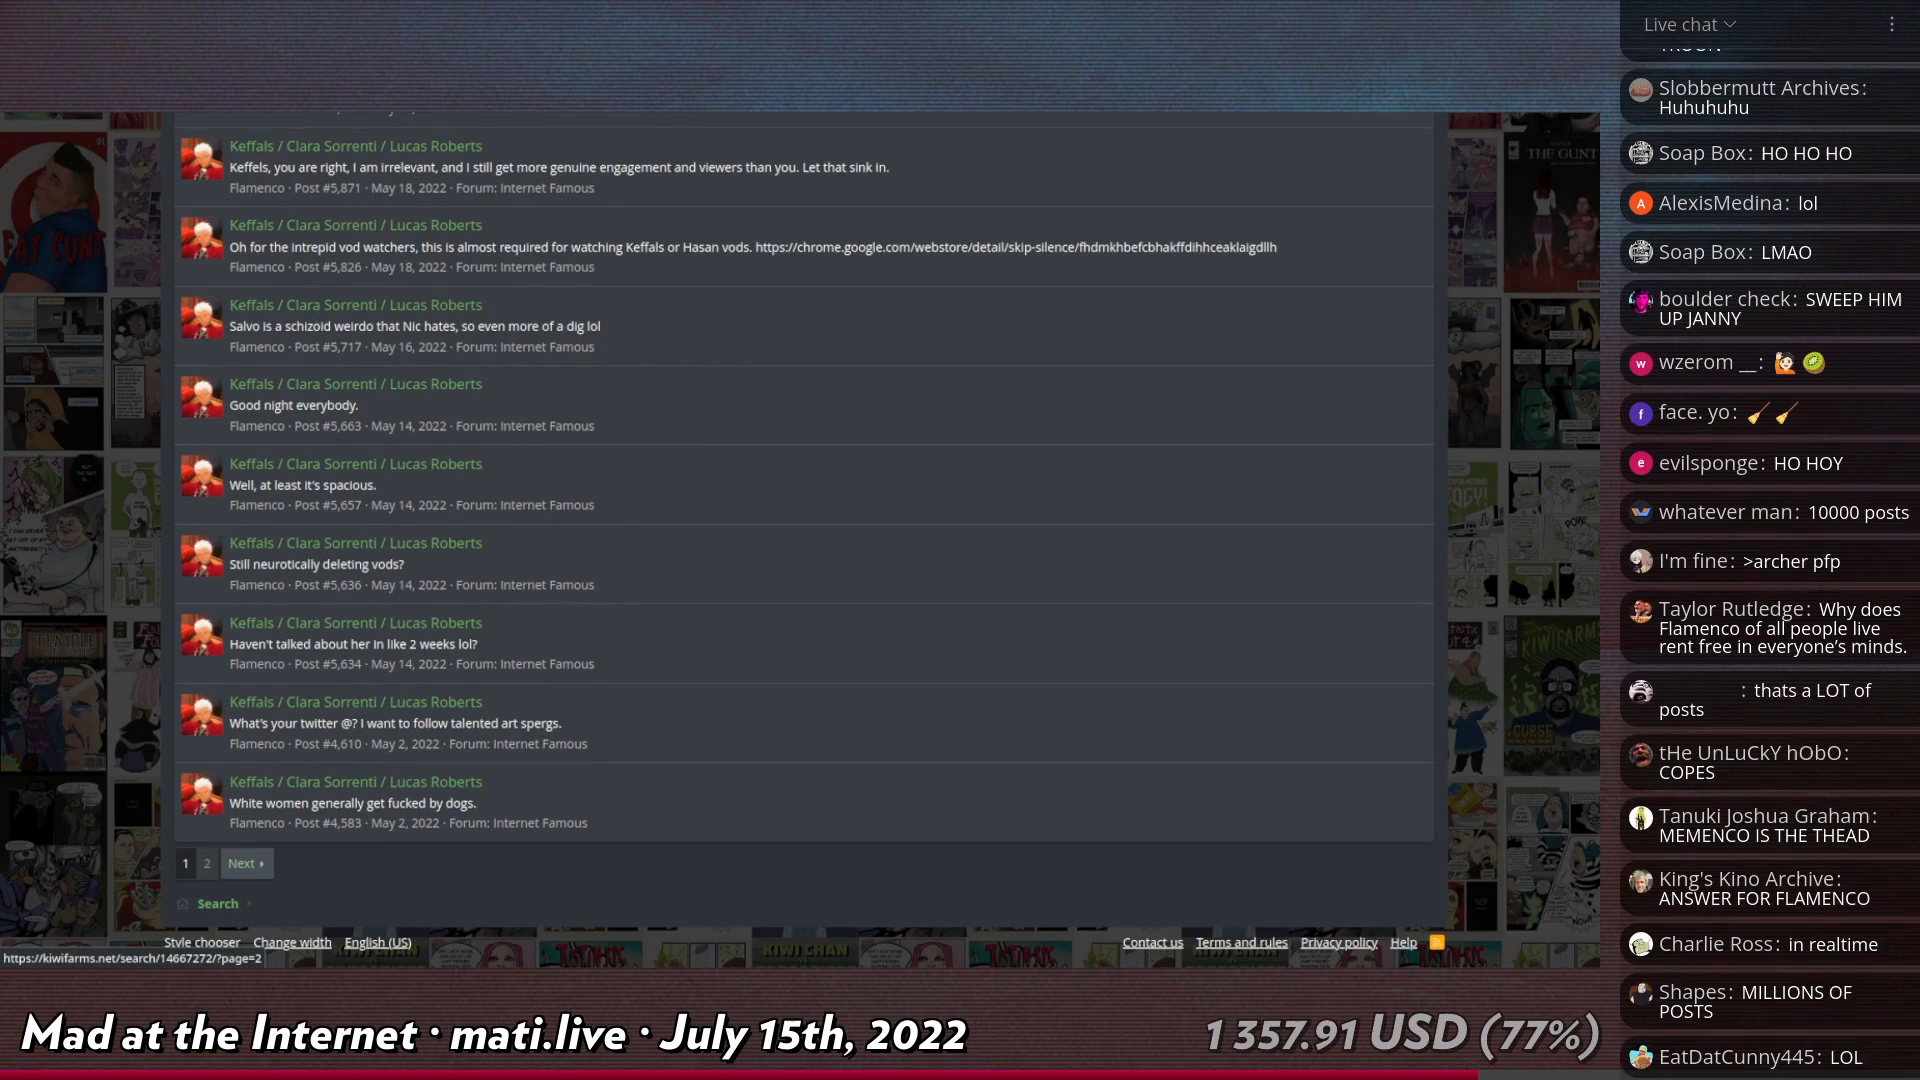 Live chat
Slobbermutt Archives: Huhuhuhu
Soap Box: HO HO HO
AlexisMedina: lol
Soap Box: LMAO
boulder check: SWEEP HIM
UP JANNY
wzerom __: 🙋🏻 🥝
face. yo: 🧹 🧹
evilsponge: HO HOY
whatever man: 10000 posts
I'm fine: >archer pfp
Taylor Rutledge: Why does
Flamenco of all people live
rent free in everyone’s minds.
: thats a LOT of
posts
tHe UnLuCkY hObO:
COPES
Tanuki Joshua Graham:
MEMENCO IS THE THEAD
King's Kino Archive:
ANSWER FOR FLAMENCO
Charlie Ross: in realtime
Shapes: MILLIONS OF
POSTS
EatDatCunny445: LOL
Keffals / Clara Sorrenti / Lucas Roberts
Keffels, you are right, I am irrelevant, and I still get more genuine engagement and viewers than you. Let that sink in.
Flamenco · Post #5,871 · May 18, 2022 · Forum: Internet Famous
Keffals / Clara Sorrenti / Lucas Roberts
Oh for the intrepid vod watchers, this is almost required for watching Keffals or Hasan vods. https://chrome.google.com/webstore/detail/skip-silence/fhdmkhbefcbhakffdihhceaklaigdllh
Flamenco · Post #5,826 · May 18, 2022 · Forum: Internet Famous
Keffals / Clara Sorrenti / Lucas Roberts
Salvo is a schizoid weirdo that Nic hates, so even more of a dig lol
Flamenco · Post #5,717 · May 16, 2022 · Forum: Internet Famous
Keffals / Clara Sorrenti / Lucas Roberts
Good night everybody.
Flamenco · Post #5,663 · May 14, 2022 · Forum: Internet Famous
Keffals / Clara Sorrenti / Lucas Roberts
Well, at least it's spacious.
Flamenco · Post #5,657 · May 14, 2022 · Forum: Internet Famous
Keffals / Clara Sorrenti / Lucas Roberts
Still neurotically deleting vods?
Flamenco · Post #5,636 · May 14, 2022 · Forum: Internet Famous
Keffals / Clara Sorrenti / Lucas Roberts
Haven't talked about her in like 2 weeks lol?
Flamenco · Post #5,634 · May 14, 2022 · Forum: Internet Famous
Keffals / Clara Sorrenti / Lucas Roberts
What's your twitter @? I want to follow talented art spergs.
Flamenco · Post #4,610 · May 2, 2022 · Forum: Internet Famous
Keffals / Clara Sorrenti / Lucas Roberts
White women generally get fucked by dogs.
Flamenco · Post #4,583 · May 2, 2022 · Forum: Internet Famous
1 2 Next
Search
Style chooser Change width English (US)
Contact us Terms and rules Privacy policy Help
https://kiwifarms.net/search/14667272/?page=2
THE GUNT
FAT CUNT
KIWIFARMS
CURSE
KIWI CHAN
Mad at the Internet · mati.live · July 15th, 2022
1 357.91 USD (77%)